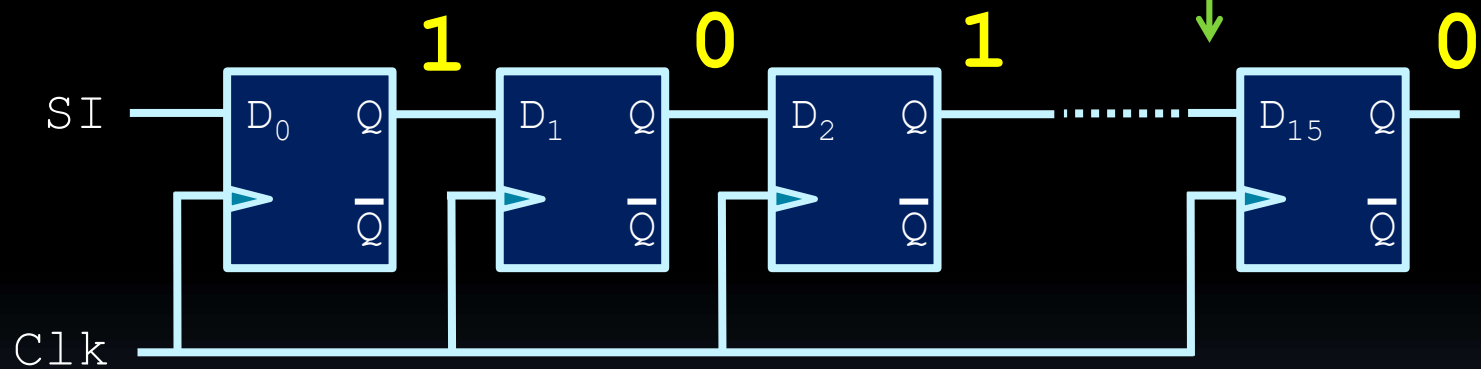 1 0 1 0
SI D₀ Q D₁ Q D₂ Q D₁₅ Q
Q̅ Q̅ Q̅ Q̅
Clk